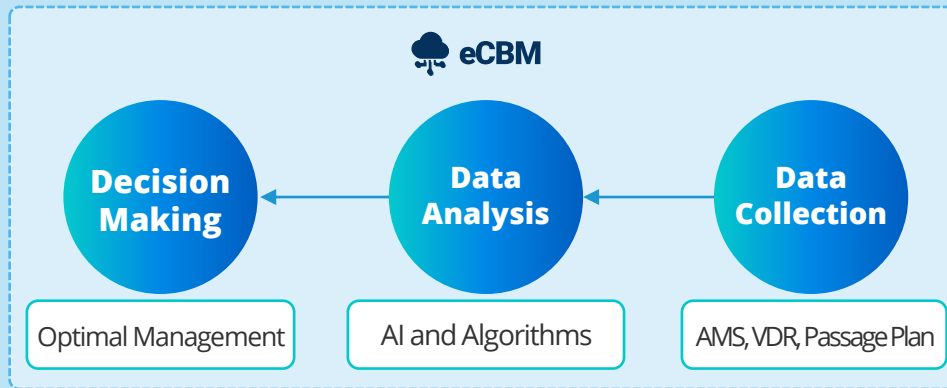 eCBM
Decision
Making
Data
Analysis
Data
Collection
Optimal Management
AI and Algorithms
AMS, VDR, Passage Plan